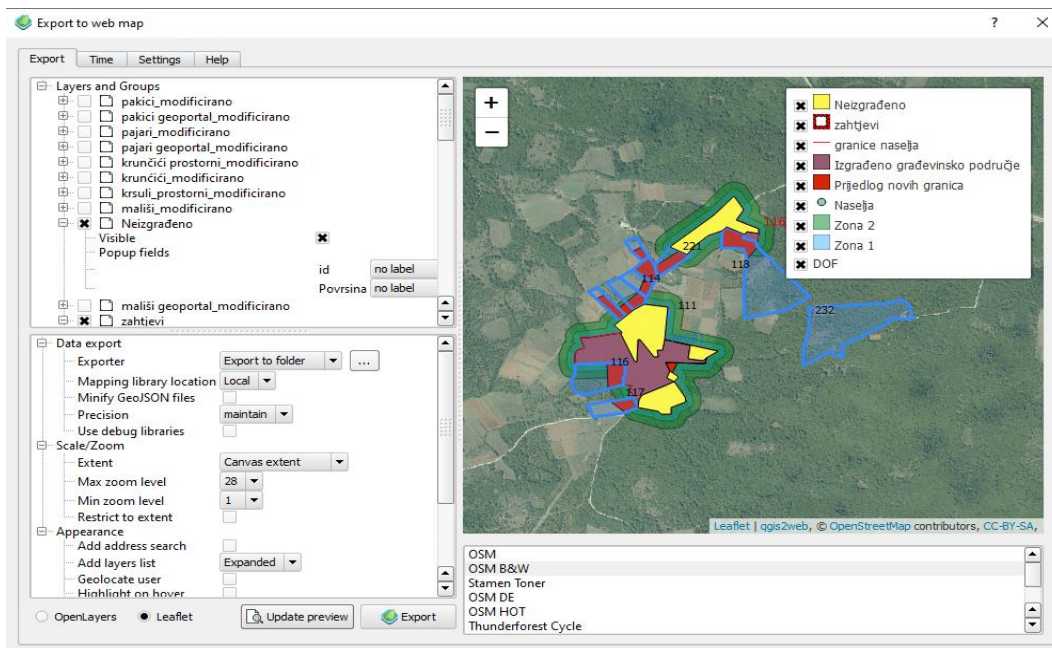 Export to web map
?
Export Time Settings Help
Layers and Groups
pakici_modificirano
pakici geoportal_modificirano
pajari_modificirano
pajari geoportal_modificirano
krunčići prostorni_modificirano
krunčići_modificirano
krsuli_prostorni_modificirano
mališi_modificirano
Neizgrađeno
Visible
Popup fields
id no label
Povrsina no label
mališi geoportal_modificirano
zahtjevi
Data export
Exporter Export to folder ...
Mapping library location Local
Minify GeoJSON files
Precision maintain
Use debug libraries
Scale/Zoom
Extent Canvas extent
Max zoom level 28
Min zoom level 1
Restrict to extent
Appearance
Add address search
Add layers list Expanded
Geolocate user
Highlight on hover
OpenLayers Leaflet Update preview Export
+
−
Neizgrađeno
zahtjevi
granice naselja
Izgrađeno građevinsko područje
Prijedlog novih granica
Naselja
Zona 2
Zona 1
DOF
116
221
118
114
111
232
116
117
Leaflet | qgis2web, © OpenStreetMap contributors, CC-BY-SA,
OSM
OSM B&W
Stamen Toner
OSM DE
OSM HOT
Thunderforest Cycle